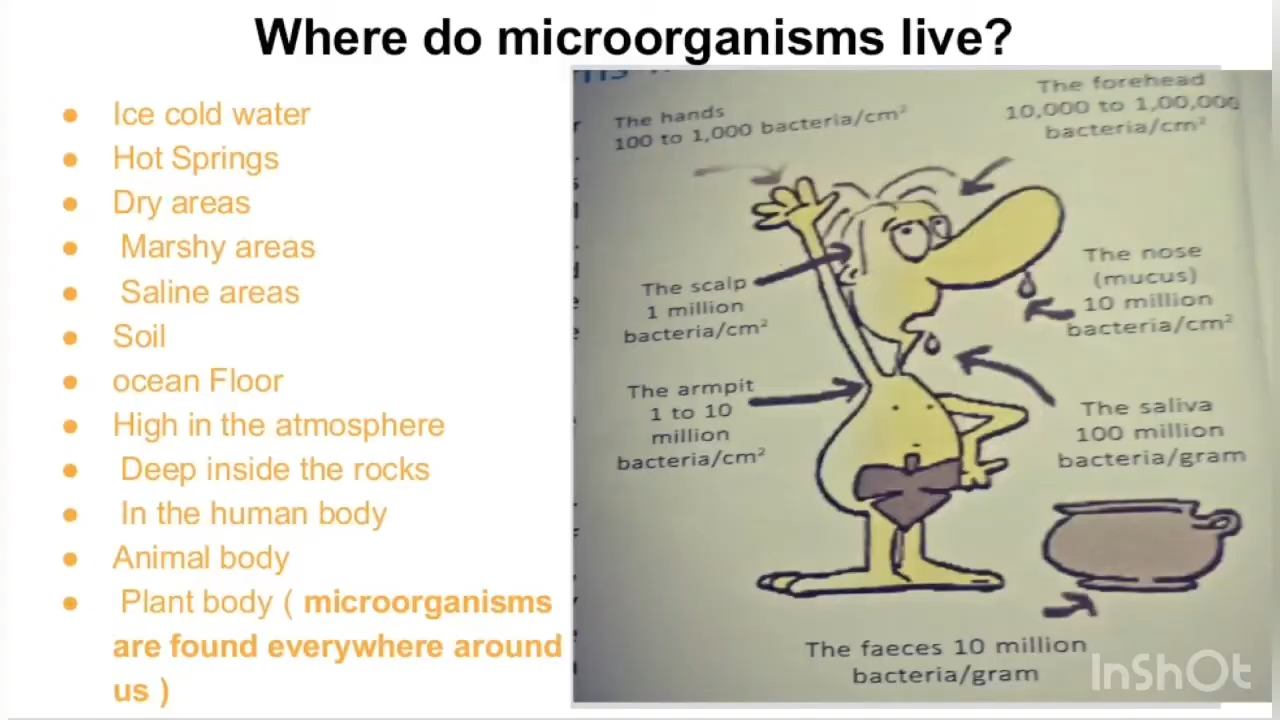 Where do microorganisms live?
● Ice cold water
● Hot Springs
● Dry areas
● Marshy areas
● Saline areas
● Soil
● ocean Floor
● High in the atmosphere
● Deep inside the rocks
● In the human body
● Animal body
● Plant body ( microorganisms
are found everywhere around
us )
The hands
100 to 1,000 bacteria/cm²
The forehead
10,000 to 1,00,000
bacteria/cm²
The scalp
1 million
bacteria/cm²
The nose
(mucus)
10 million
bacteria/cm²
The armpit
1 to 10
million
bacteria/cm²
The saliva
100 million
bacteria/gram
The faeces 10 million
bacteria/gram
InShOt